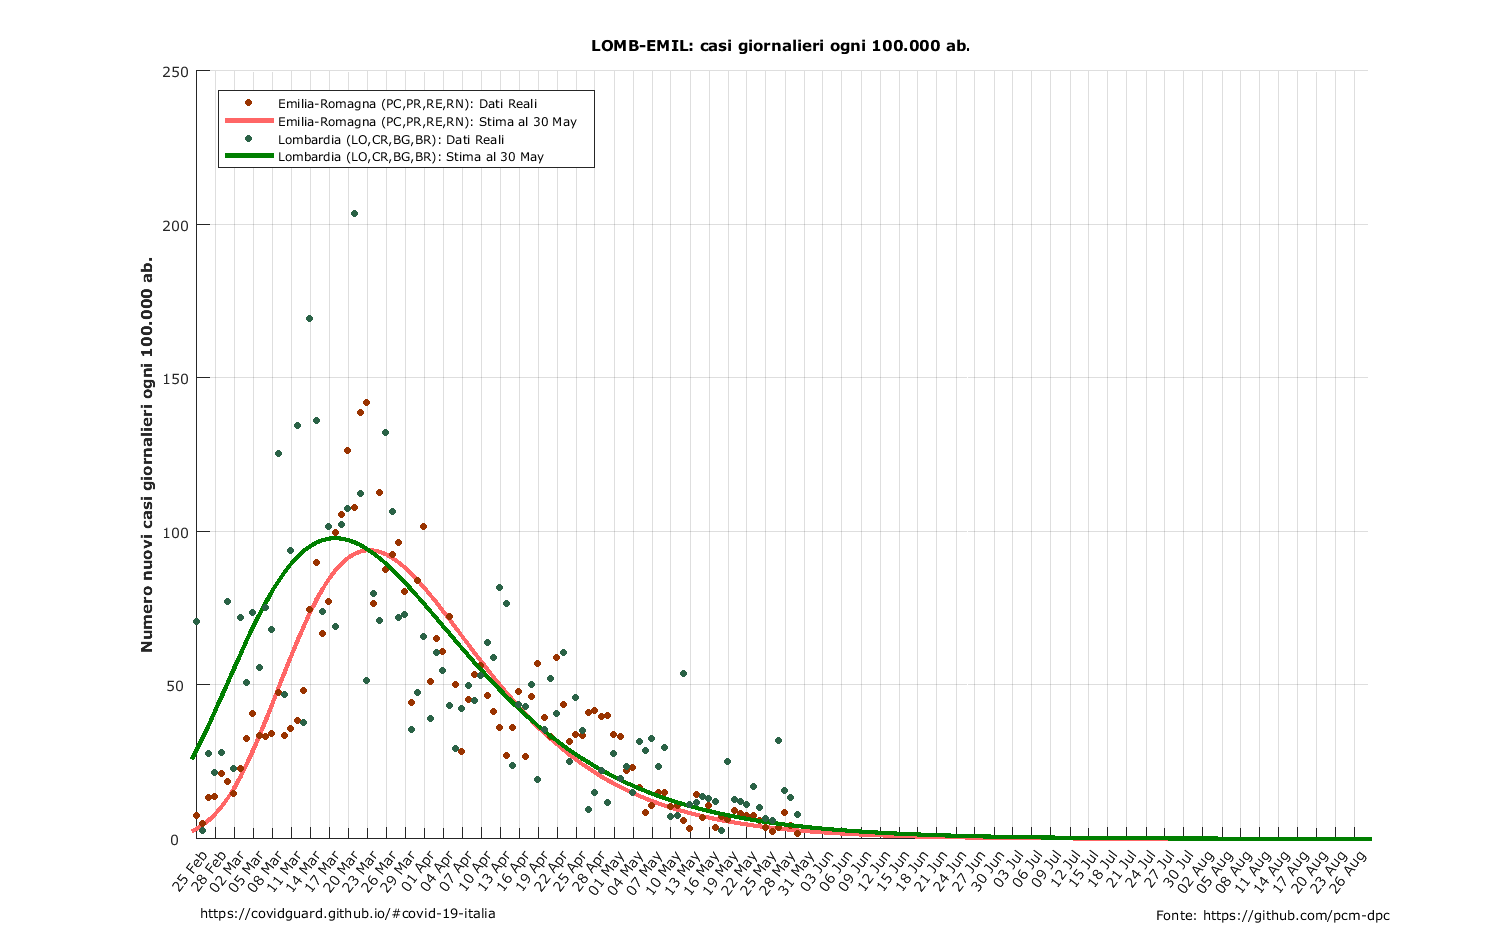 LOMB-EMIL: casi giornalieri ogni 100.000 ab.
Numero nuovi casi giornalieri ogni 100.000 ab.
250
200
150
100
50
0
Emilia-Romagna (PC,PR,RE,RN): Dati Reali
Emilia-Romagna (PC,PR,RE,RN): Stima al 30 May
Lombardia (LO,CR,BG,BR): Dati Reali
Lombardia (LO,CR,BG,BR): Stima al 30 May
25 Feb
28 Feb
02 Mar
05 Mar
08 Mar
11 Mar
14 Mar
17 Mar
20 Mar
23 Mar
26 Mar
29 Mar
01 Apr
04 Apr
07 Apr
10 Apr
13 Apr
16 Apr
19 Apr
22 Apr
25 Apr
28 Apr
01 May
04 May
07 May
10 May
13 May
16 May
19 May
22 May
25 May
28 May
31 May
03 Jun
06 Jun
09 Jun
12 Jun
15 Jun
18 Jun
21 Jun
24 Jun
27 Jun
30 Jun
03 Jul
06 Jul
09 Jul
12 Jul
15 Jul
18 Jul
21 Jul
24 Jul
27 Jul
30 Jul
02 Aug
05 Aug
08 Aug
11 Aug
14 Aug
17 Aug
20 Aug
23 Aug
26 Aug
https://covidguard.github.io/#covid-19-italia
Fonte: https://github.com/pcm-dpc